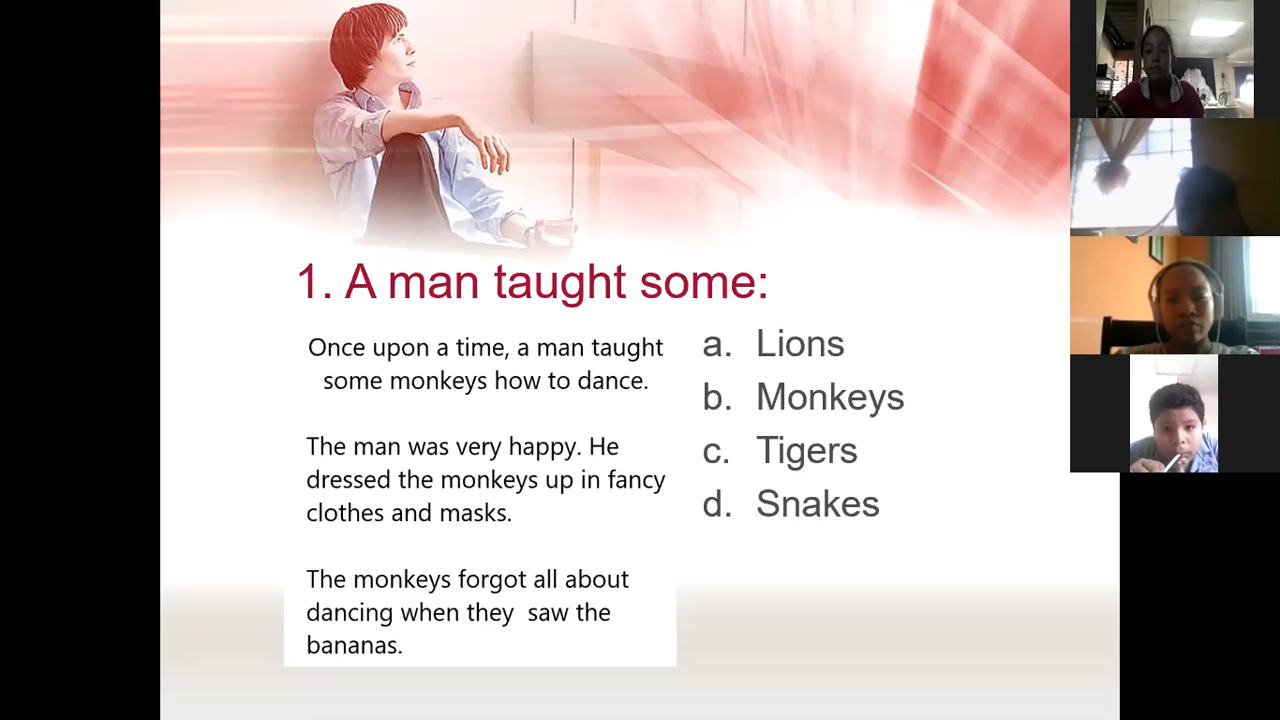 1. A man taught some:
Once upon a time, a man taught
some monkeys how to dance.
The man was very happy. He
dressed the monkeys up in fancy
clothes and masks.
The monkeys forgot all about
dancing when they  saw the
bananas.
a. Lions
b. Monkeys
c. Tigers
d. Snakes